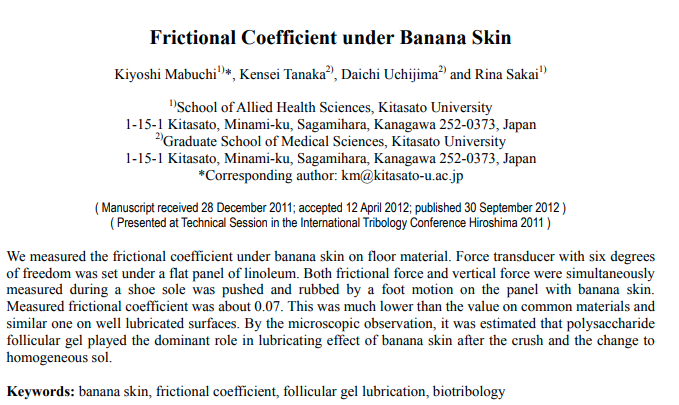 Frictional Coefficient under Banana Skin
Kiyoshi Mabuchi1)*, Kensei Tanaka2), Daichi Uchijima2) and Rina Sakai1)
1)School of Allied Health Sciences, Kitasato University
1-15-1 Kitasato, Minami-ku, Sagamihara, Kanagawa 252-0373, Japan
2)Graduate School of Medical Sciences, Kitasato University
1-15-1 Kitasato, Minami-ku, Sagamihara, Kanagawa 252-0373, Japan
*Corresponding author: km@kitasato-u.ac.jp
( Manuscript received 28 December 2011; accepted 12 April 2012; published 30 September 2012 )
( Presented at Technical Session in the International Tribology Conference Hiroshima 2011 )
We measured the frictional coefficient under banana skin on floor material. Force transducer with six degrees
of freedom was set under a flat panel of linoleum. Both frictional force and vertical force were simultaneously
measured during a shoe sole was pushed and rubbed by a foot motion on the panel with banana skin.
Measured frictional coefficient was about 0.07. This was much lower than the value on common materials and
similar one on well lubricated surfaces. By the microscopic observation, it was estimated that polysaccharide
follicular gel played the dominant role in lubricating effect of banana skin after the crush and the change to
homogeneous sol.
Keywords: banana skin, frictional coefficient, follicular gel lubrication, biotribology